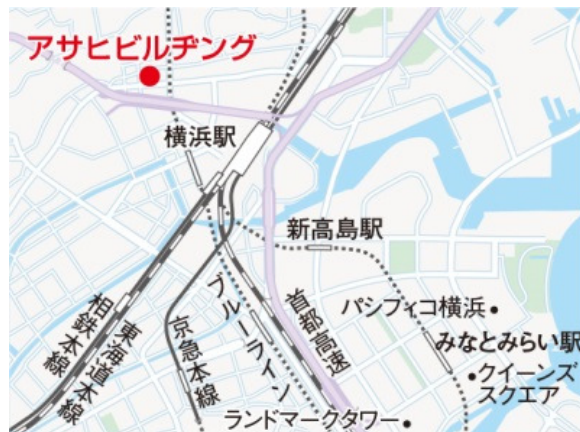 アサヒビルヂング
横浜駅
新高島駅
パシフィコ横浜
みなとみらい駅
クイーンズ
スクエア
ランドマークタワー
首都高速
ブルーライン
京急本線
東海道本線
相鉄本線